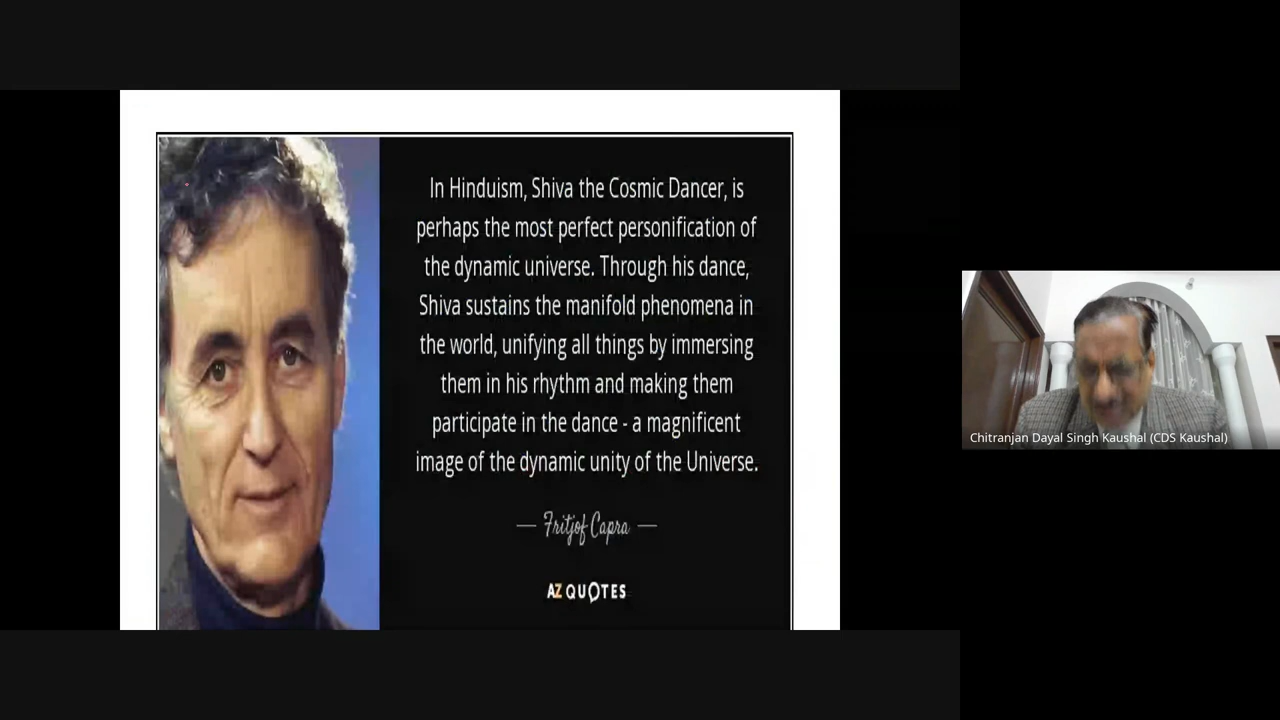 In Hinduism, Shiva the Cosmic Dancer, is
perhaps the most perfect personification of
the dynamic universe. Through his dance,
Shiva sustains the manifold phenomena in
the world, unifying all things by immersing
them in his rhythm and making them
participate in the dance - a magnificent
image of the dynamic unity of the Universe.
— Fritjof Capra —
AZ QUOTES
Chitranjan Dayal Singh Kaushal (CDS Kaushal)